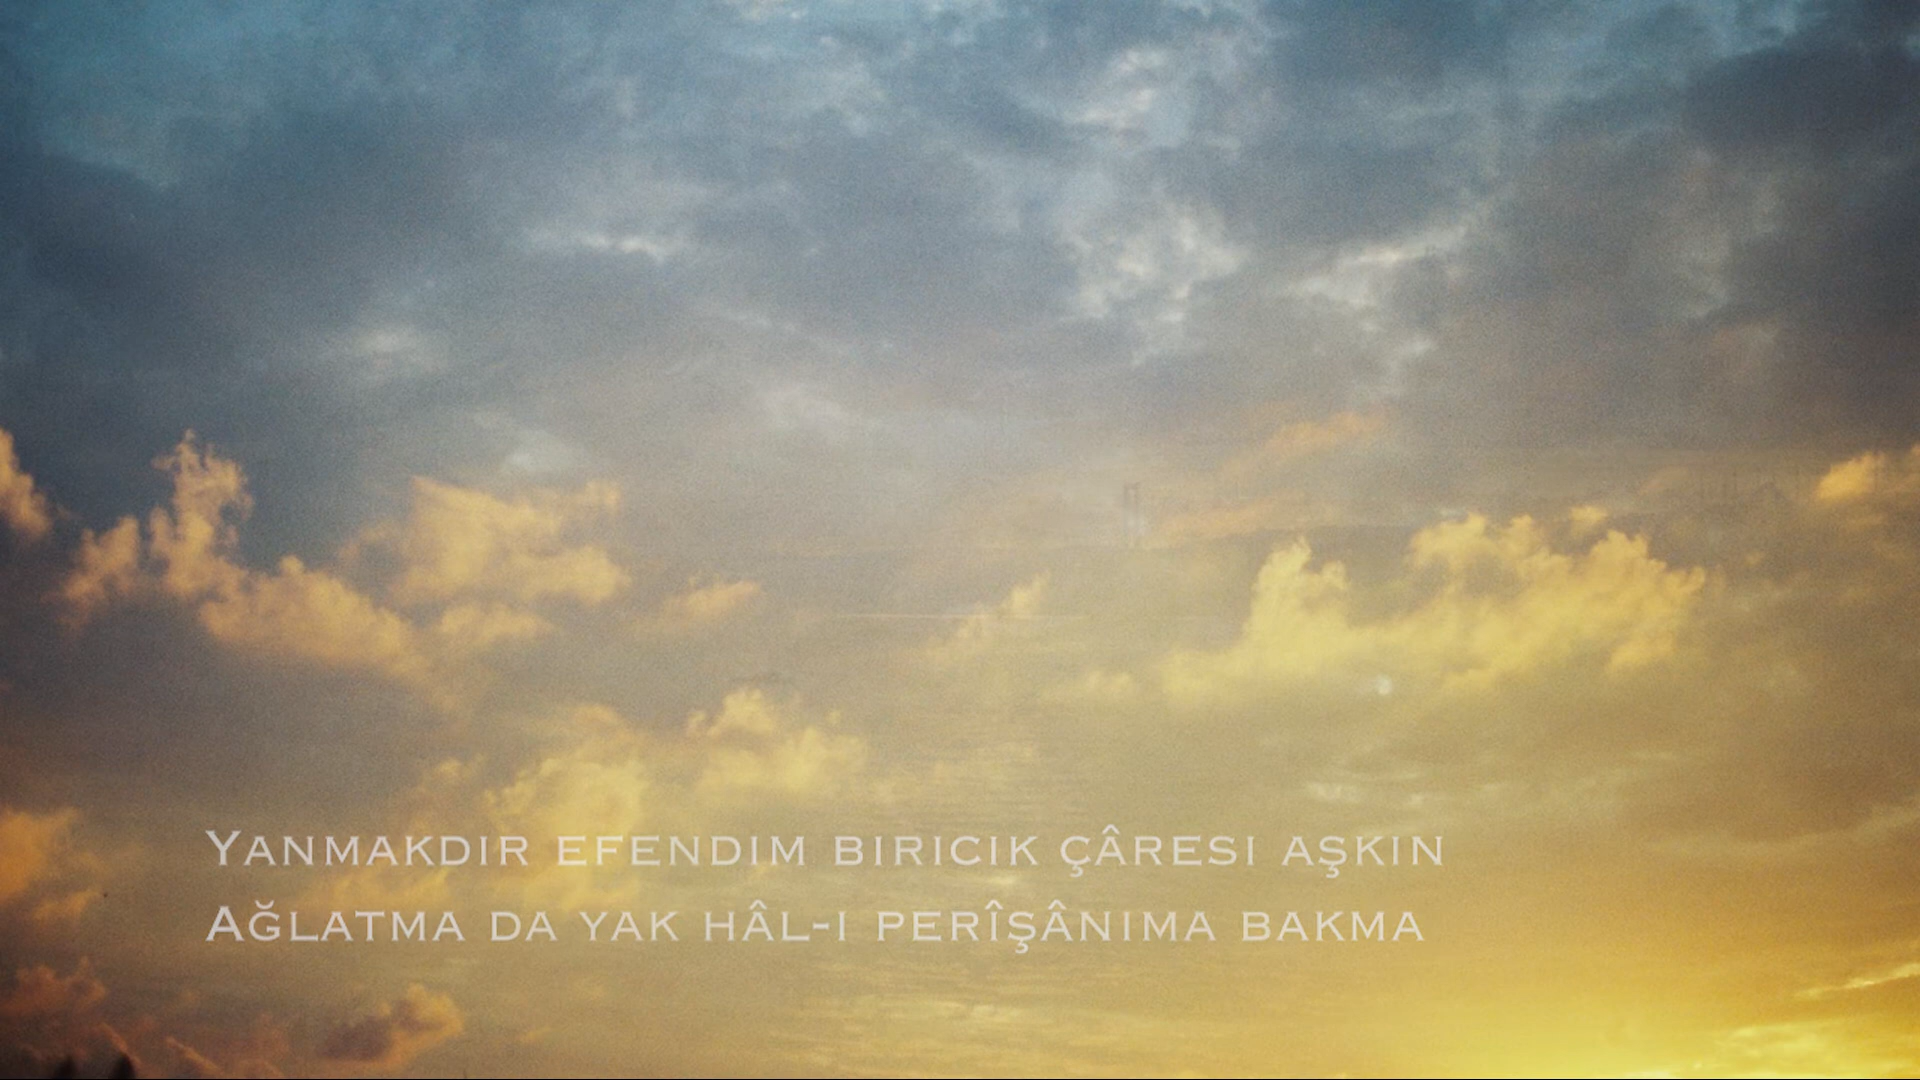 Yanmakdır efendim biricik çâresi aşkın
Ağlatma da yak hâl-i perîşânıma bakma